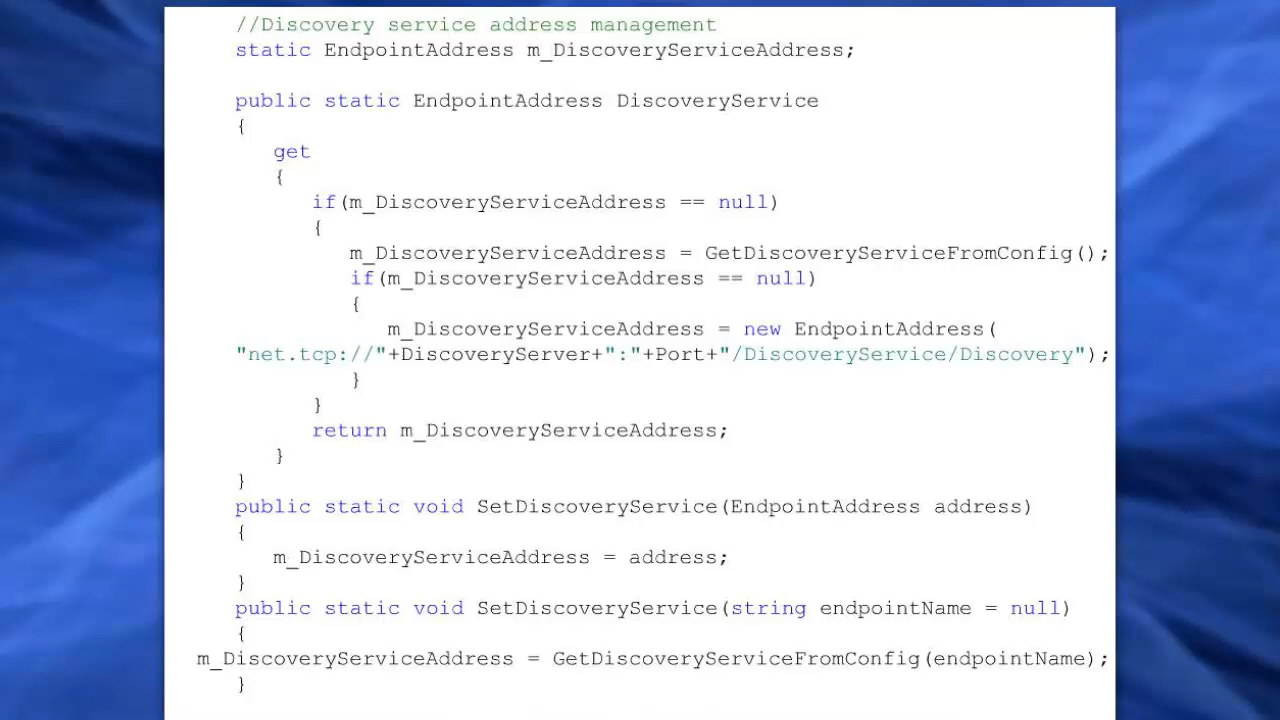 //Discovery service address management
static EndpointAddress m_DiscoveryServiceAddress;
public static EndpointAddress DiscoveryService
{
get
{
if(m_DiscoveryServiceAddress == null)
{
m_DiscoveryServiceAddress = GetDiscoveryServiceFromConfig();
if(m_DiscoveryServiceAddress == null)
{
m_DiscoveryServiceAddress = new EndpointAddress(
"net.tcp://"+DiscoveryServer+":"+Port+"/DiscoveryService/Discovery");
}
}
return m_DiscoveryServiceAddress;
}
}
public static void SetDiscoveryService(EndpointAddress address)
{
m_DiscoveryServiceAddress = address;
}
public static void SetDiscoveryService(string endpointName = null)
{
m_DiscoveryServiceAddress = GetDiscoveryServiceFromConfig(endpointName);
}